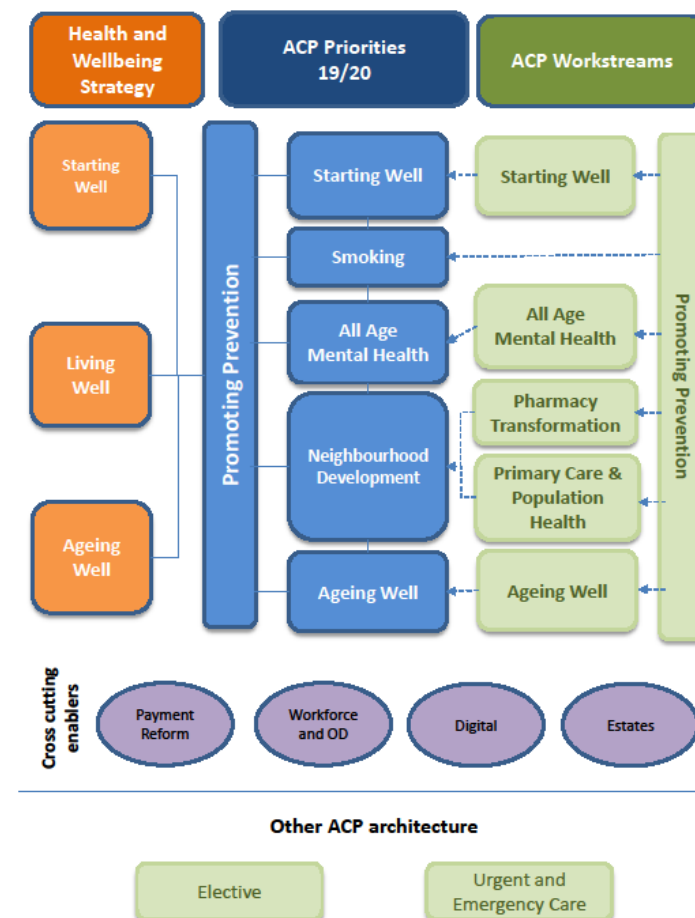 Health and
Wellbeing
Strategy
ACP Priorities
19/20
ACP Workstreams
Starting
Well
Living
Well
Ageing
Well
Promoting Prevention
Starting Well
Smoking
All Age
Mental Health
Neighbourhood
Development
Ageing Well
Starting Well
All Age
Mental Health
Pharmacy
Transformation
Primary Care &
Population
Health
Ageing Well
Promoting Prevention
Cross cutting
enablers
Payment
Reform
Workforce
and OD
Digital
Estates
Other ACP architecture
Elective
Urgent and
Emergency Care